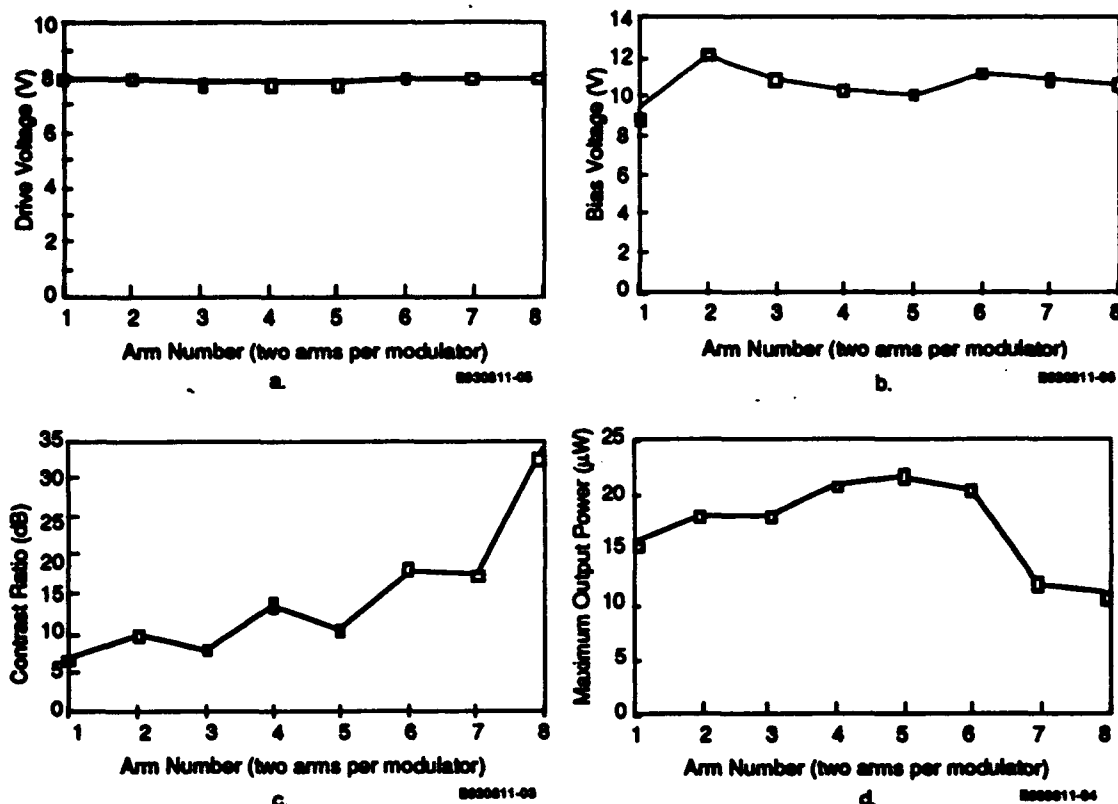 10
8
6
4
2
0
Drive Voltage (V)
1 2 3 4 5 6 7 8
Arm Number (two arms per modulator)
a.
14
12
10
8
6
4
2
0
Bias Voltage (V)
1 2 3 4 5 6 7 8
Arm Number (two arms per modulator)
b.
35
30
25
20
15
10
5
0
Contrast Ratio (dB)
1 2 3 4 5 6 7 8
Arm Number (two arms per modulator)
c.
25
20
15
10
5
0
Maximum Output Power (μW)
1 2 3 4 5 6 7 8
Arm Number (two arms per modulator)
d.